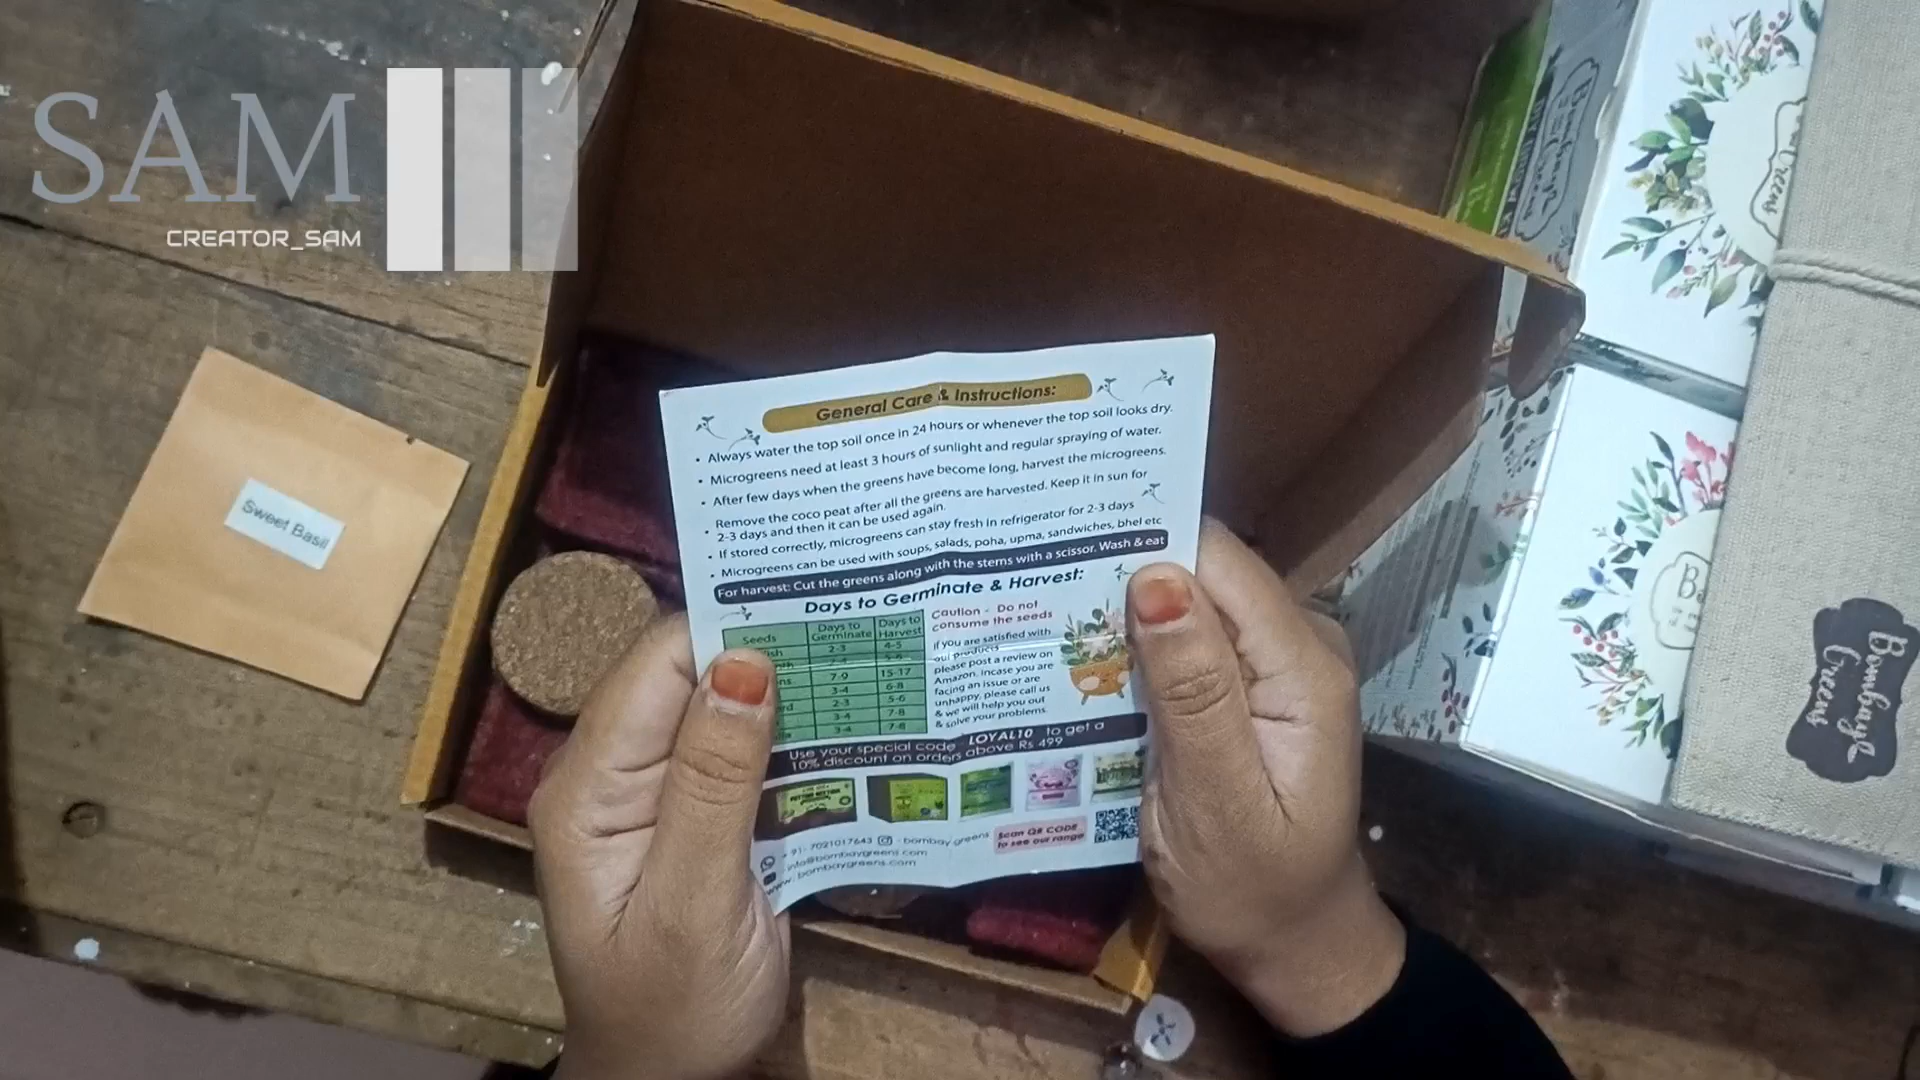 SAM
CREATOR_SAM
Sweet Basil
General Care & Instructions:
• Always water the top soil once in 24 hours or whenever the top soil looks dry.
• Microgreens need at least 3 hours of sunlight and regular spraying of water.
• After few days when the greens have become long, harvest the microgreens.
• Remove the coco peat after all the greens are harvested. Keep it in sun for
2-3 days and then it can be used again.
• If stored correctly, microgreens can stay fresh in refrigerator for 2-3 days
• Microgreens can be used with soups, salads, poha, upma, sandwiches, bhel etc
For harvest: Cut the greens along with the stems with a scissor. Wash & eat
Days to Germinate & Harvest:
Seeds Days to Germinate Days to Harvest
2-3 4-5
7-9 15-17
3-4 6-8
2-3 5-6
3-4 7-8
3-4 7-8
Caution - Do not
consume the seeds
if you are satisfied with
our products
please post a review on
Amazon. Incase you are
facing an issue or are
unhappy, please call us
& we will help you out
& solve your problems.
Use your special code LOYAL10 to get a
10% discount on orders above Rs 499
+91- 7021017643 - bombay greens
info@bombaygreens.com
www.bombaygreens.com
Scan QR CODE
to see our range
Bombay
Greens